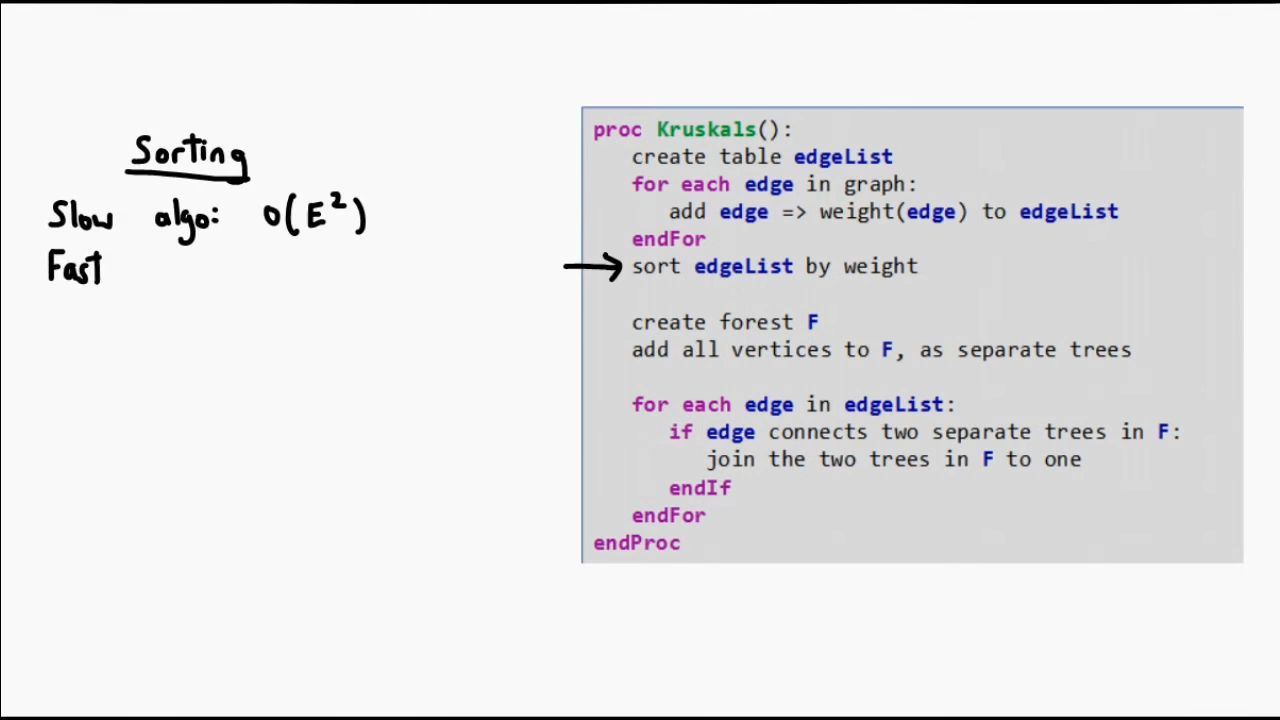 Sorting
Slow algo: O(E²)
Fast
proc Kruskals():
create table edgeList
for each edge in graph:
add edge => weight(edge) to edgeList
endFor
sort edgeList by weight
create forest F
add all vertices to F, as separate trees
for each edge in edgeList:
if edge connects two separate trees in F:
join the two trees in F to one
endIf
endFor
endProc